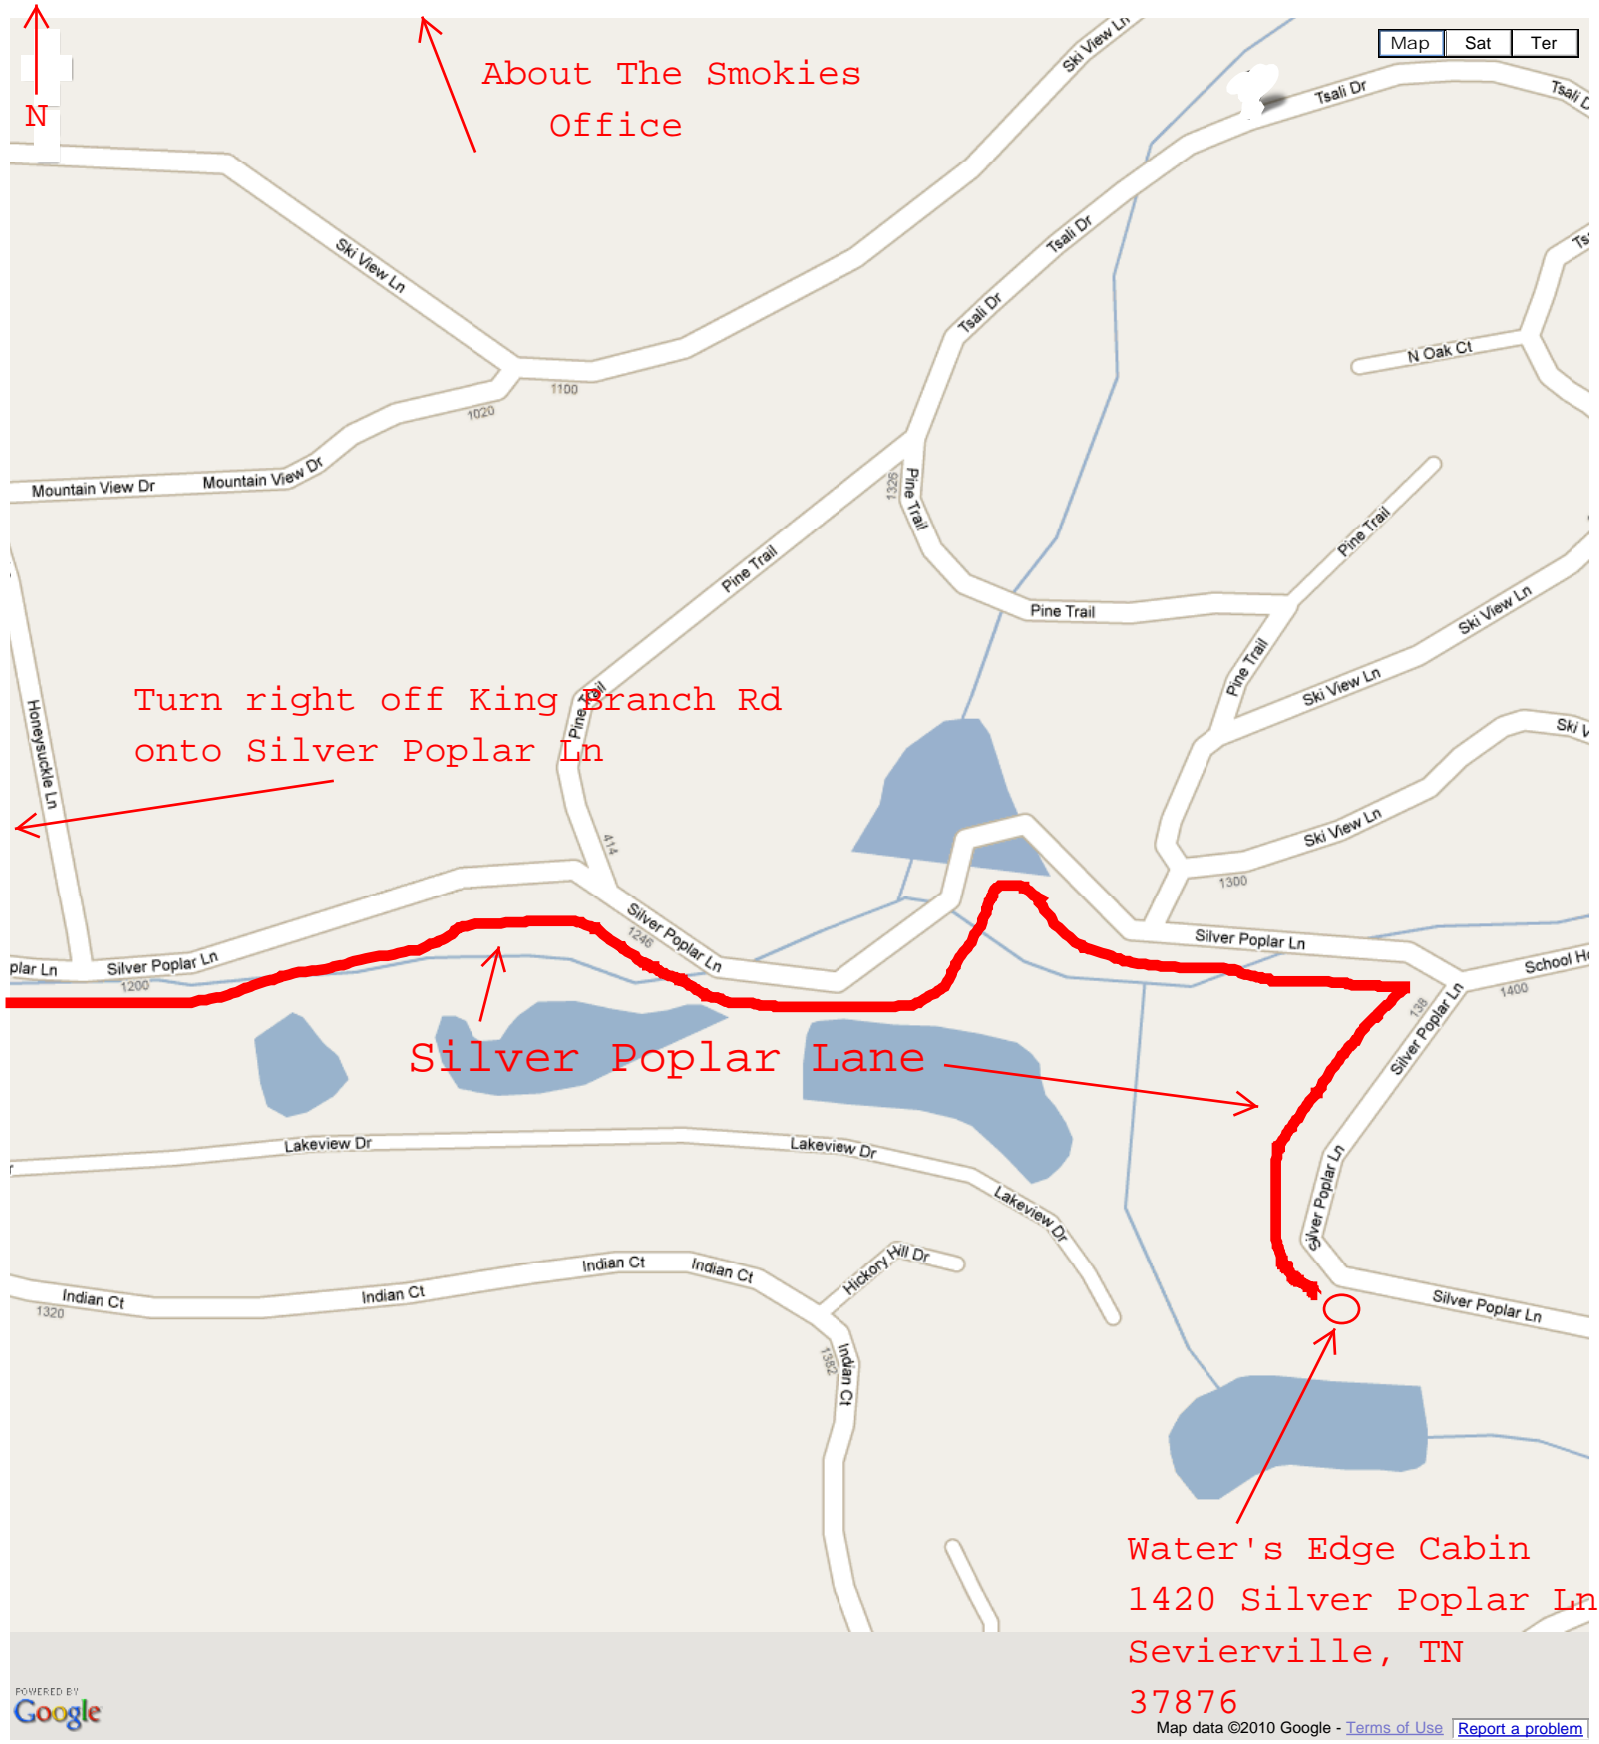 Map Sat Ter
N
About The Smokies
Office
Ski View Ln
Tsali Dr
Tsali D
Ski View Ln
Tsali Dr
Tsali Dr
Tsa
N Oak Ct
1100
1020
Mountain View Dr
Mountain View Dr
1326
Pine Trail
Pine Trail
Pine Trail
Pine Trail
Ski View Ln
Pine Trail
Ski View Ln
Pine Trail
Turn right off King Branch Rd
onto Silver Poplar Ln
Honeysuckle Ln
Ski V
414
Ski View Ln
1300
Silver Poplar Ln
1246
Silver Poplar Ln
plar Ln
Silver Poplar Ln
1200
School Ho
1400
138
Silver Poplar Ln
Silver Poplar Lane
Lakeview Dr
Lakeview Dr
Lakeview Dr
Silver Poplar Ln
Hickory Hill Dr
Indian Ct
Indian Ct
Indian Ct
Indian Ct
1320
Silver Poplar Ln
1382
Indian Ct
Water's Edge Cabin
1420 Silver Poplar Ln
Sevierville, TN
37876
POWERED BY
Google
Map data ©2010 Google - Terms of Use Report a problem